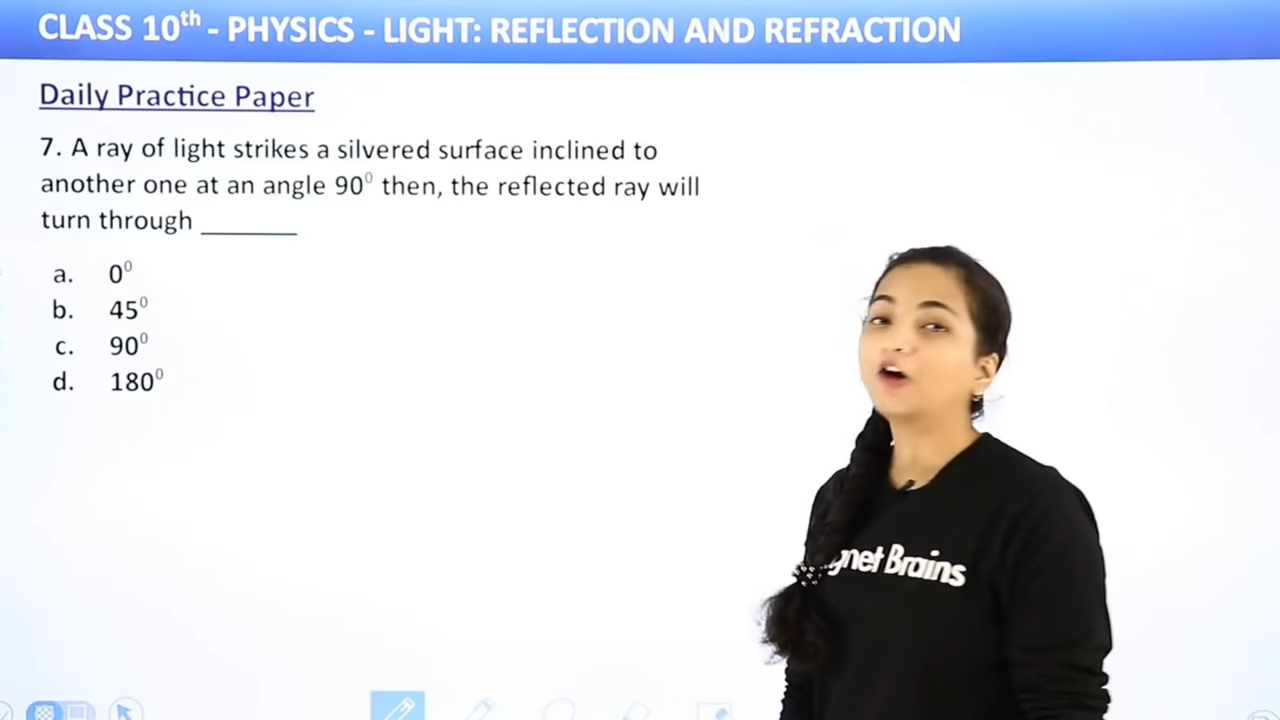 CLASS 10th - PHYSICS - LIGHT: REFLECTION AND REFRACTION
Daily Practice Paper
7. A ray of light strikes a silvered surface inclined to
another one at an angle 90⁰ then, the reflected ray will
turn through _______
a. 0⁰
b. 45⁰
c. 90⁰
d. 180⁰
gnet Brains